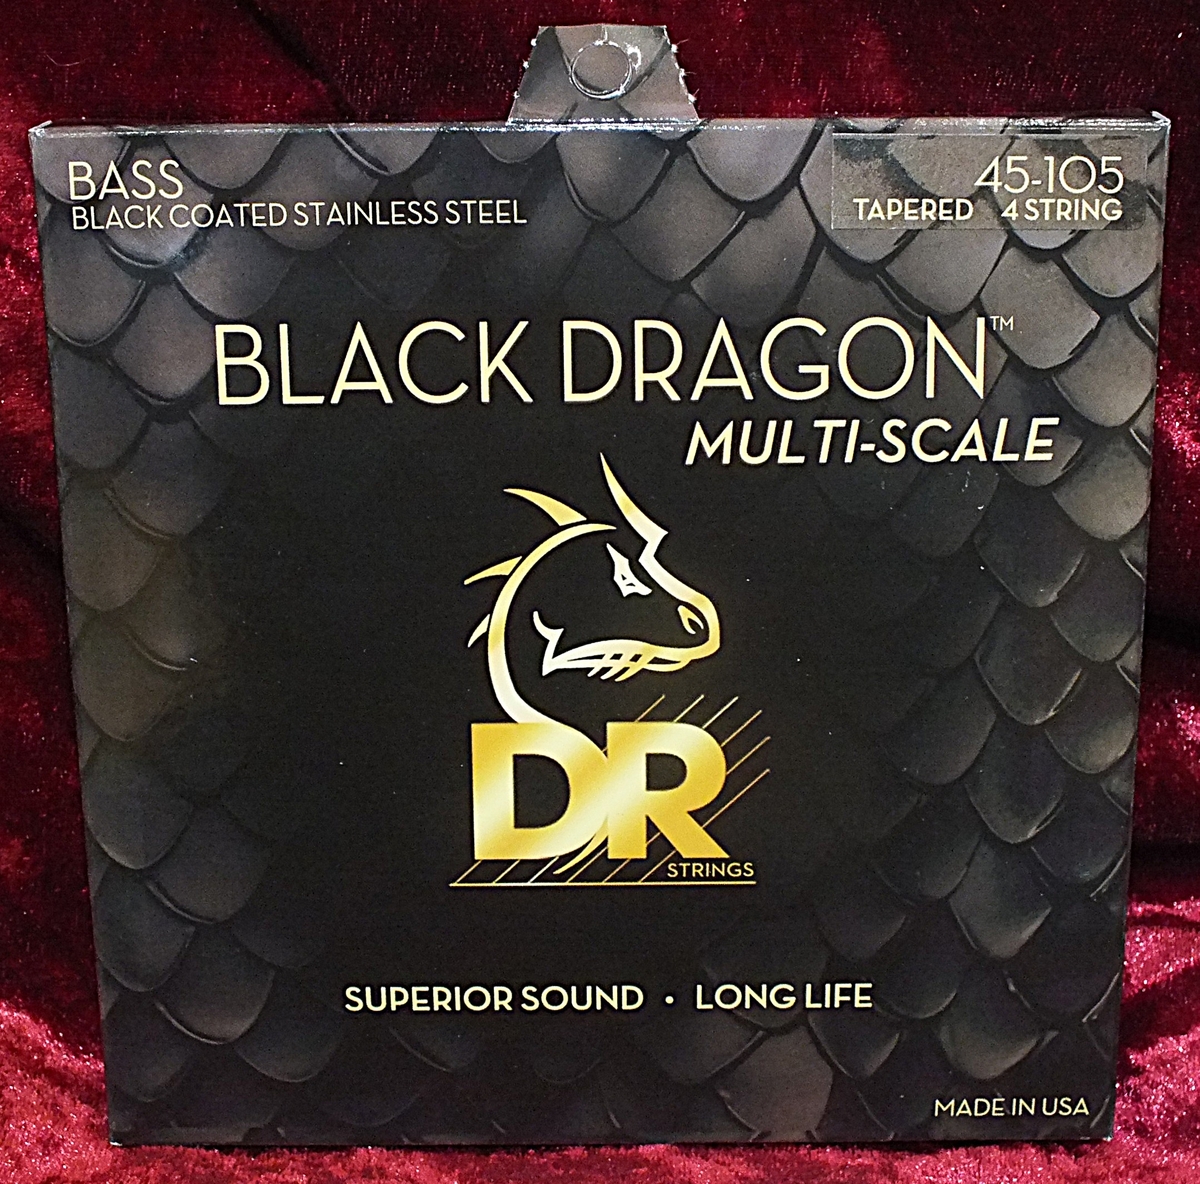 BASS
BLACK COATED STAINLESS STEEL
45-105
TAPERED 4 STRING
BLACK DRAGON™
MULTI-SCALE
DR
STRINGS
SUPERIOR SOUND • LONG LIFE
MADE IN USA